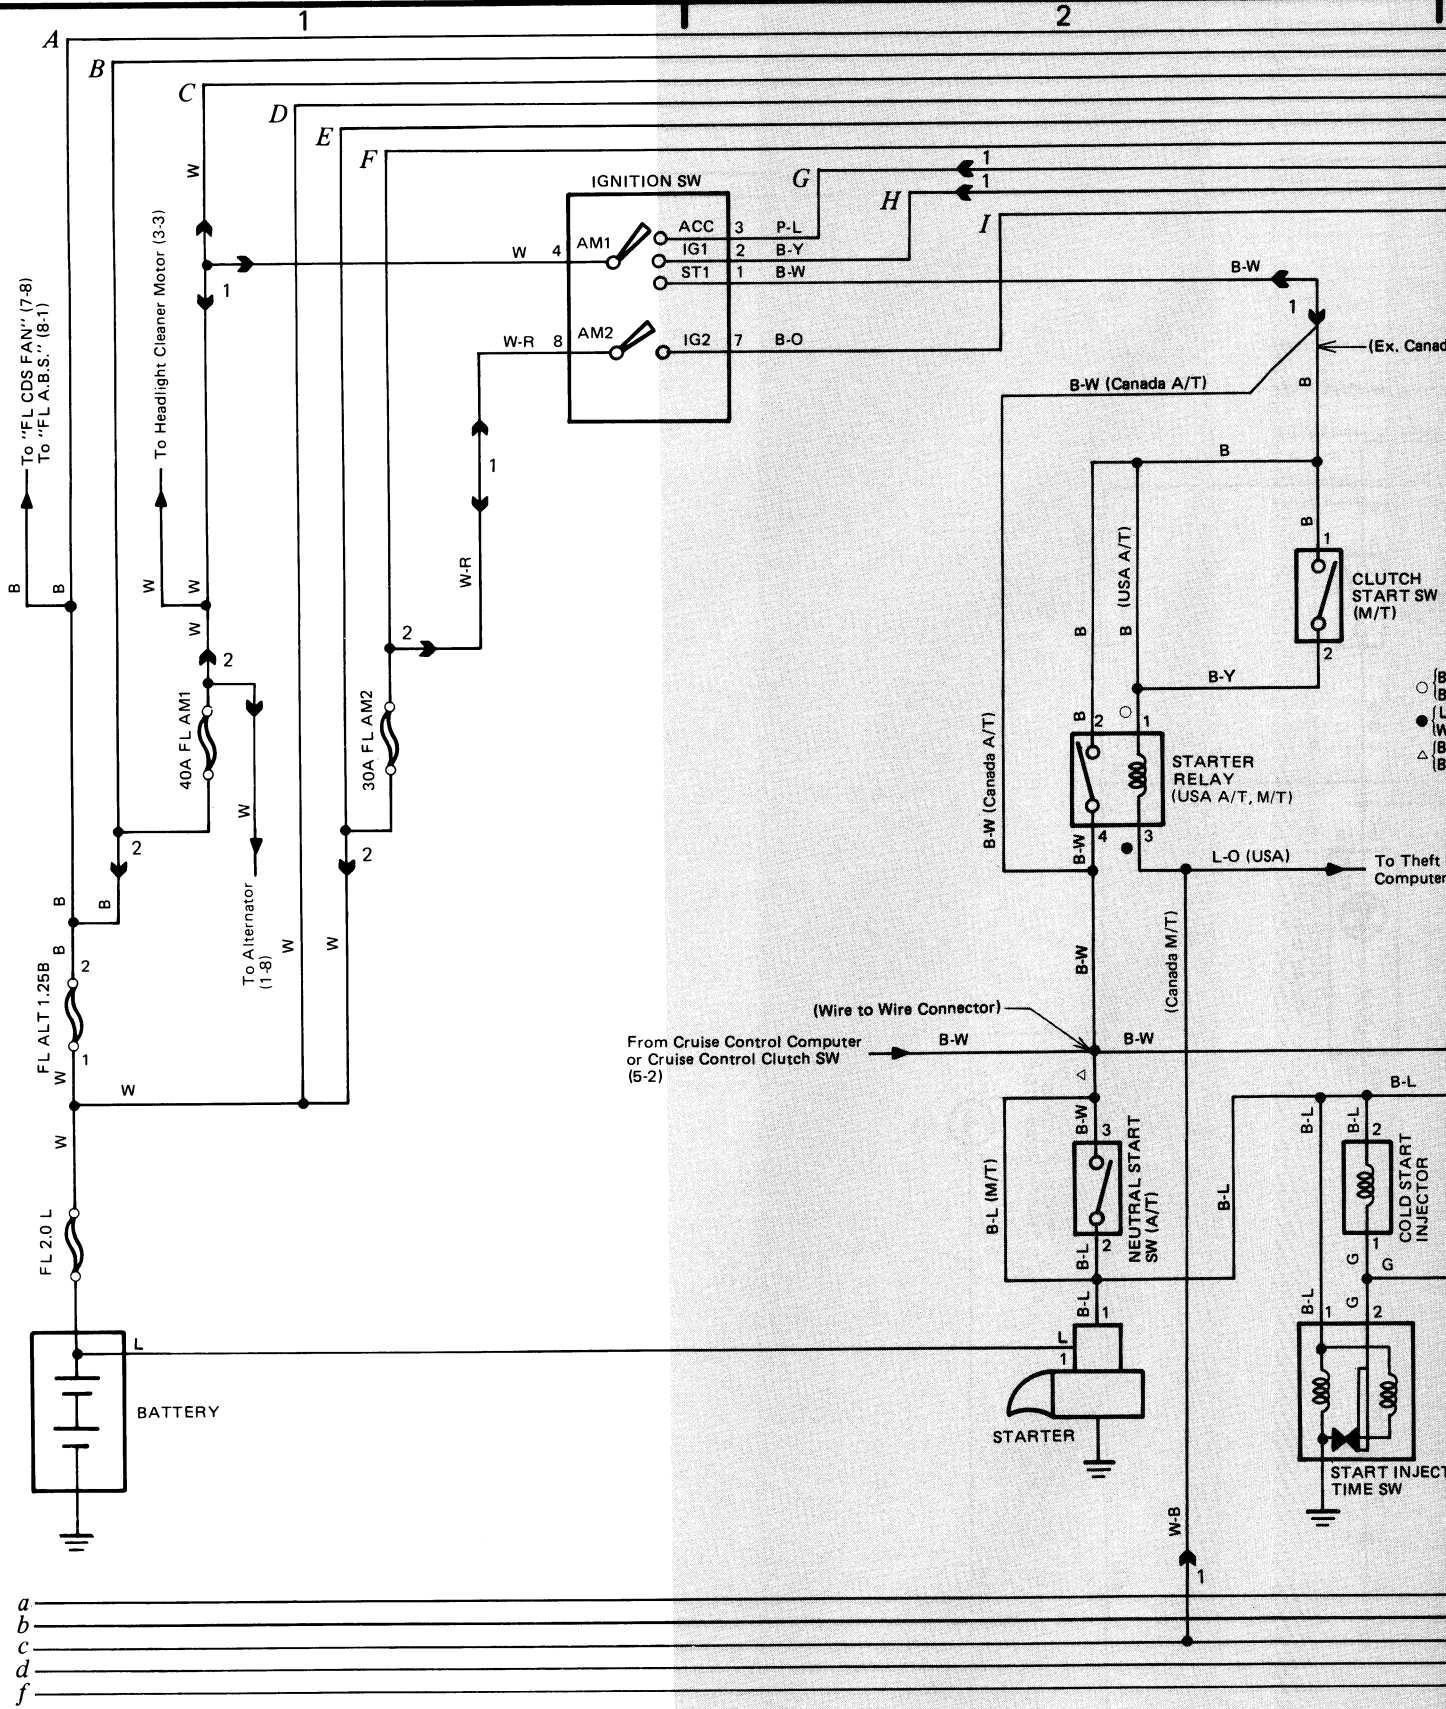 1
2
A
B
C
D
E
F
G
H
I
1
1
IGNITION SW
W
1
W
4
AM1
ACC
3
P-L
IG1
2
B-Y
ST1
1
B-W
W-R
8
AM2
IG2
7
B-O
B-W
1
(Ex. Canad
B-W (Canada A/T)
B
B
To "FL CDS FAN" (7-8)
To "FL A.B.S." (8-1)
To Headlight Cleaner Motor (3-3)
1
W-R
B
B
W
W
W
2
2
40A FL AM1
30A FL AM2
W
To Alternator
(1-8)
2
2
B
B
B
W
W
2
FL ALT 1.25B
1
W
W
W
FL 2.0 L
L
BATTERY
(USA A/T)
B
B
B
1
CLUTCH
START SW
(M/T)
2
B-Y
B
2
1
STARTER
RELAY
(USA A/T, M/T)
4
3
B-W
B-W (Canada A/T)
L-O (USA)
To Theft
Computer
{B
B
{L
W
{B
B
B-W
(Canada M/T)
(Wire to Wire Connector)
From Cruise Control Computer
or Cruise Control Clutch SW
(5-2)
B-W
B-W
B-W
3
NEUTRAL START
SW (A/T)
B-L (M/T)
2
B-L
B-L
B-L
1
L
1
STARTER
B-L
B-L
B-L
2
COLD START
INJECTOR
1
G
G
G
B-L
1
2
START INJECT
TIME SW
W-B
1
a
b
c
d
f